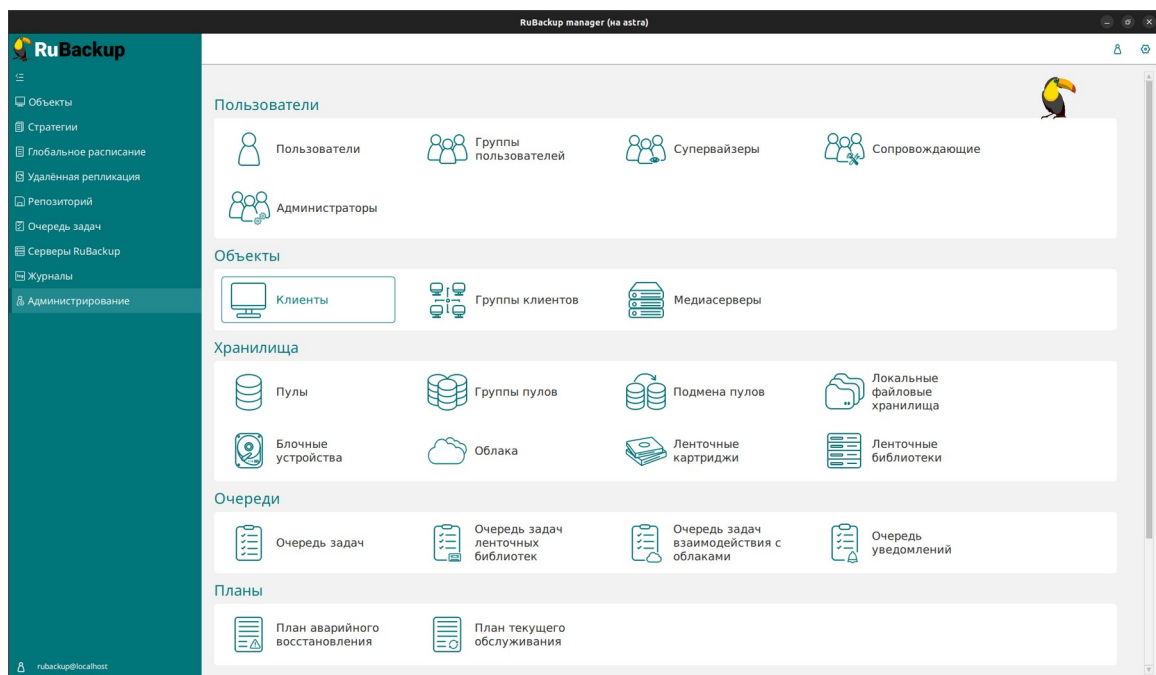 RuBackup manager (на astra)
RuBackup
Объекты
Стратегии
Глобальное расписание
Удалённая репликация
Репозиторий
Очередь задач
Серверы RuBackup
Журналы
Администрирование
rubackup@localhost
Пользователи
Пользователи
Группы
пользователей
Супервайзеры
Сопровождающие
Администраторы
Объекты
Клиенты
Группы клиентов
Медиасерверы
Хранилища
Пулы
Группы пулов
Подмена пулов
Локальные
файловые
хранилища
Блочные
устройства
Облака
Ленточные
картриджи
Ленточные
библиотеки
Очереди
Очередь задач
Очередь задач
ленточных
библиотек
Очередь задач
взаимодействия с
облаками
Очередь
уведомлений
Планы
План аварийного
восстановления
План текущего
обслуживания